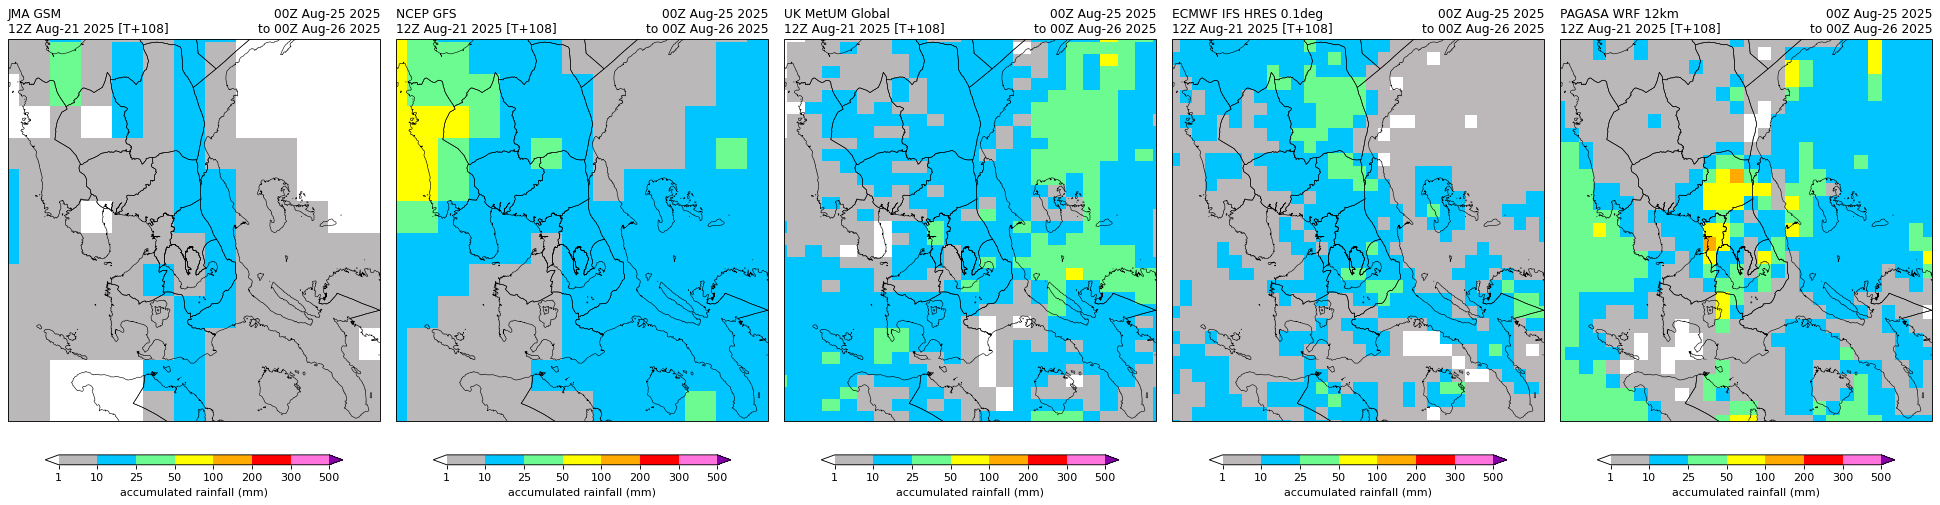 JMA GSM 00Z Aug-25 2025
12Z Aug-21 2025 [T+108] to 00Z Aug-26 2025
1 10 25 50 100 200 300 500
accumulated rainfall (mm)
NCEP GFS 00Z Aug-25 2025
12Z Aug-21 2025 [T+108] to 00Z Aug-26 2025
1 10 25 50 100 200 300 500
accumulated rainfall (mm)
UK MetUM Global 00Z Aug-25 2025
12Z Aug-21 2025 [T+108] to 00Z Aug-26 2025
1 10 25 50 100 200 300 500
accumulated rainfall (mm)
ECMWF IFS HRES 0.1deg 00Z Aug-25 2025
12Z Aug-21 2025 [T+108] to 00Z Aug-26 2025
1 10 25 50 100 200 300 500
accumulated rainfall (mm)
PAGASA WRF 12km 00Z Aug-25 2025
12Z Aug-21 2025 [T+108] to 00Z Aug-26 2025
1 10 25 50 100 200 300 500
accumulated rainfall (mm)